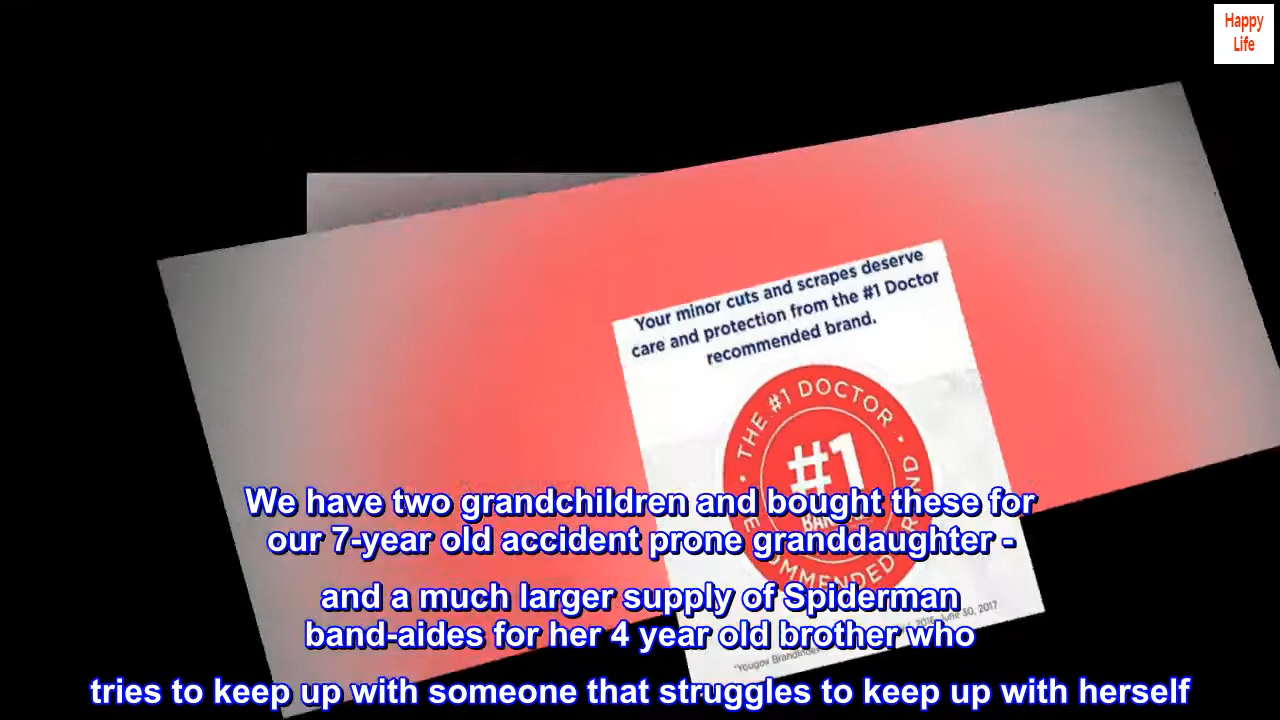 Happy
Life
Your minor cuts and scrapes deserve
care and protection from the #1 Doctor
recommended brand.
THE #1 DOCTOR
#1
We have two grandchildren and bought these for
our 7-year old accident prone granddaughter -
and a much larger supply of Spiderman
band-aides for her 4 year old brother who
tries to keep up with someone that struggles to keep up with herself